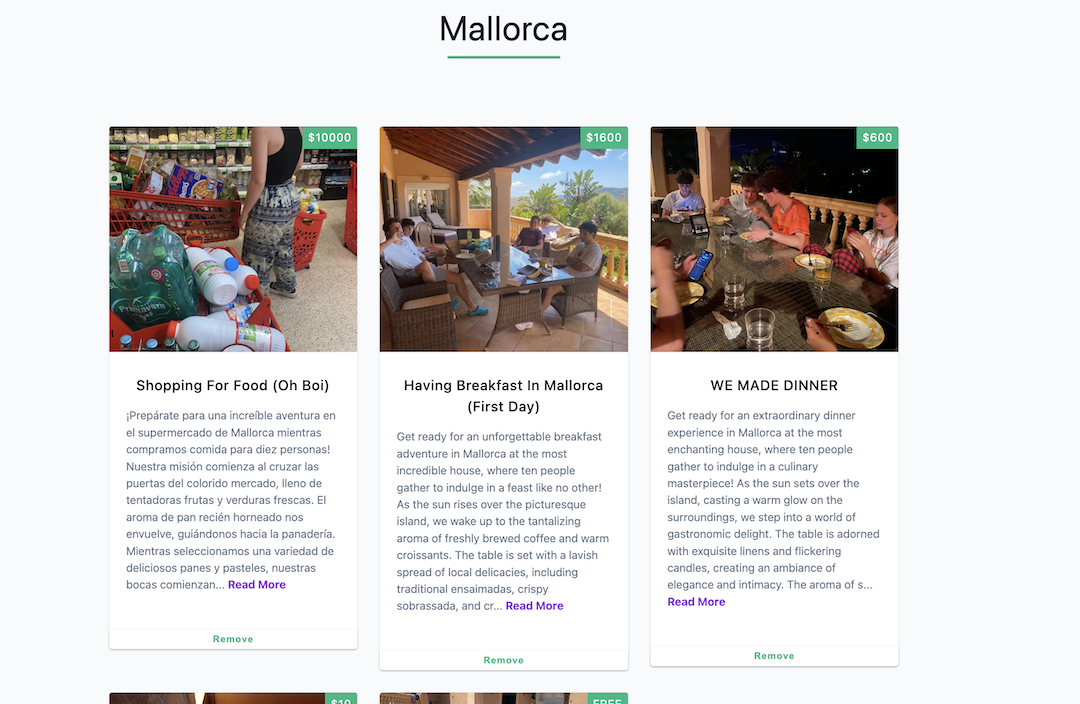 Mallorca
$10000
Primavera
Shopping For Food (Oh Boi)
¡Prepárate para una increíble aventura en
el supermercado de Mallorca mientras
compramos comida para diez personas!
Nuestra misión comienza al cruzar las
puertas del colorido mercado, lleno de
tentadoras frutas y verduras frescas. El
aroma de pan recién horneado nos
envuelve, guiándonos hacia la panadería.
Mientras seleccionamos una variedad de
deliciosos panes y pasteles, nuestras
bocas comienzan... Read More
Remove
$1600
Having Breakfast In Mallorca
(First Day)
Get ready for an unforgettable breakfast
adventure in Mallorca at the most
incredible house, where ten people
gather to indulge in a feast like no other!
As the sun rises over the picturesque
island, we wake up to the tantalizing
aroma of freshly brewed coffee and warm
croissants. The table is set with a lavish
spread of local delicacies, including
traditional ensaimadas, crispy
sobrassada, and cr... Read More
Remove
$600
WE MADE DINNER
Get ready for an extraordinary dinner
experience in Mallorca at the most
enchanting house, where ten people
gather to indulge in a culinary
masterpiece! As the sun sets over the
island, casting a warm glow on the
surroundings, we step into a world of
gastronomic delight. The table is adorned
with exquisite linens and flickering
candles, creating an ambiance of
elegance and intimacy. The aroma of s...
Read More
Remove
$10
FREE